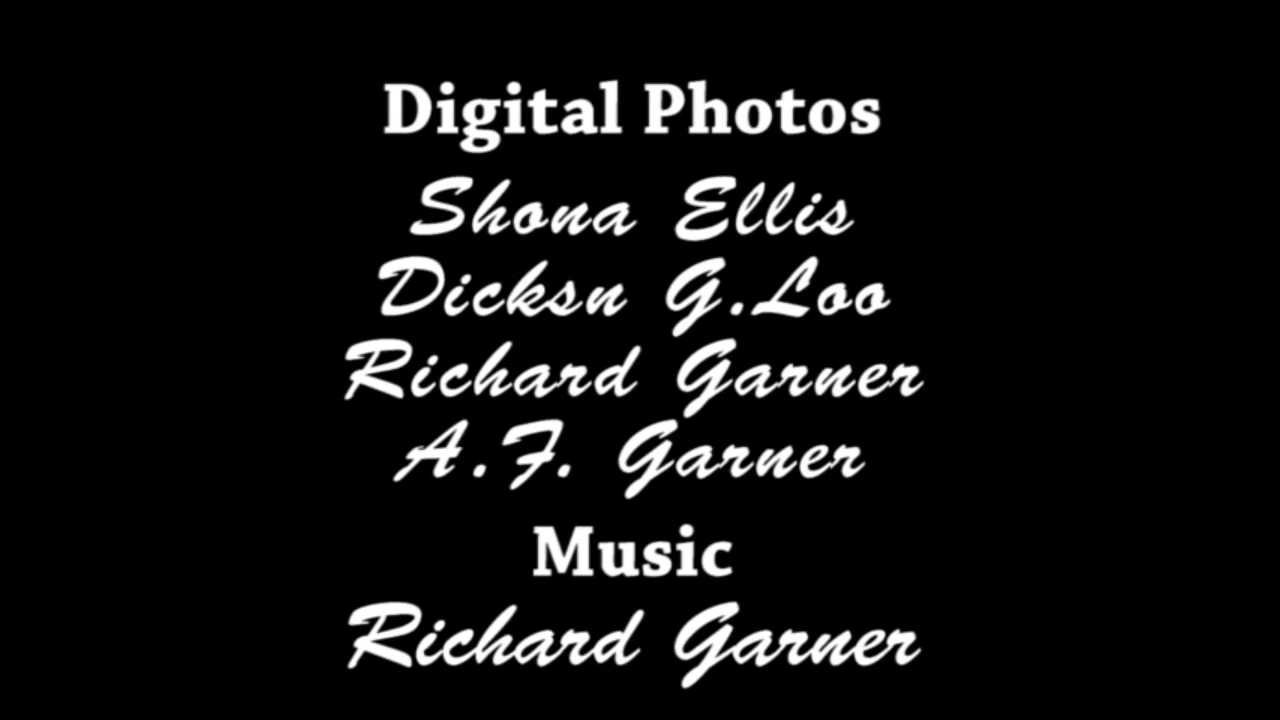 Digital Photos
Shona Ellis
Dicksn G.Loo
Richard Garner
A.F. Garner
Music
Richard Garner